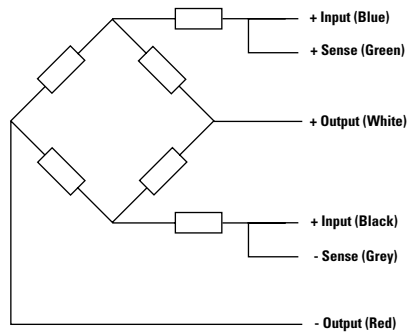 + Input (Blue)
+ Sense (Green)
+ Output (White)
+ Input (Black)
- Sense (Grey)
- Output (Red)